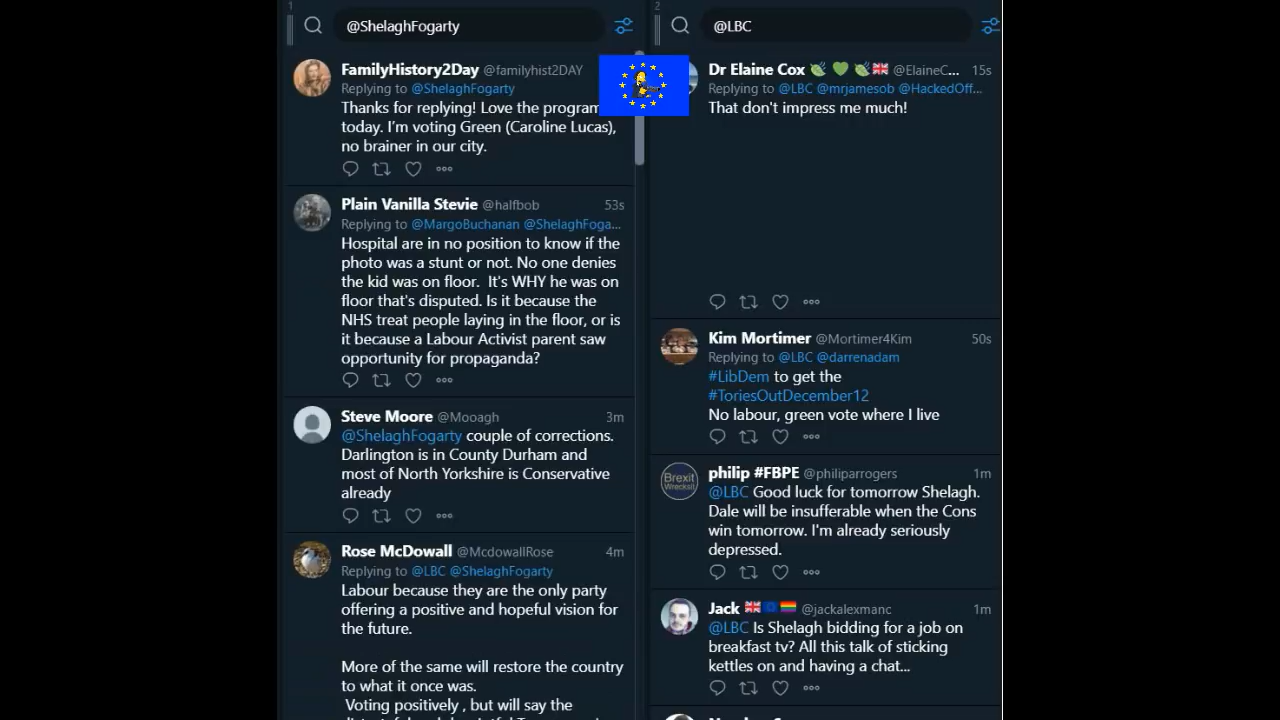 1
@ShelaghFogarty
FamilyHistory2Day @familyhist2DAY
Replying to @ShelaghFogarty
Thanks for replying! Love the program
today. I'm voting Green (Caroline Lucas),
no brainer in our city.
Plain Vanilla Stevie @halfbob 53s
Replying to @MargoBuchanan @ShelaghFoga...
Hospital are in no position to know if the
photo was a stunt or not. No one denies
the kid was on floor. It's WHY he was on
floor that's disputed. Is it because the
NHS treat people laying in the floor, or is
it because a Labour Activist parent saw
opportunity for propaganda?
Steve Moore @Mooagh 3m
@ShelaghFogarty couple of corrections.
Darlington is in County Durham and
most of North Yorkshire is Conservative
already
Rose McDowall @McdowallRose 4m
Replying to @LBC @ShelaghFogarty
Labour because they are the only party
offering a positive and hopeful vision for
the future.
More of the same will restore the country
to what it once was.
Voting positively , but will say the
2
@LBC
Dr Elaine Cox @ElaineC... 15s
Replying to @LBC @mrjamesob @HackedOff...
That don't impress me much!
Kim Mortimer @Mortimer4Kim 50s
Replying to @LBC @darrenadam
#LibDem to get the
#ToriesOutDecember12
No labour, green vote where I live
Brexit
Wrecksit
philip #FBPE @philiparrogers 1m
@LBC Good luck for tomorrow Shelagh.
Dale will be insufferable when the Cons
win tomorrow. I'm already seriously
depressed.
Jack @jackalexmanc 1m
@LBC Is Shelagh bidding for a job on
breakfast tv? All this talk of sticking
kettles on and having a chat...